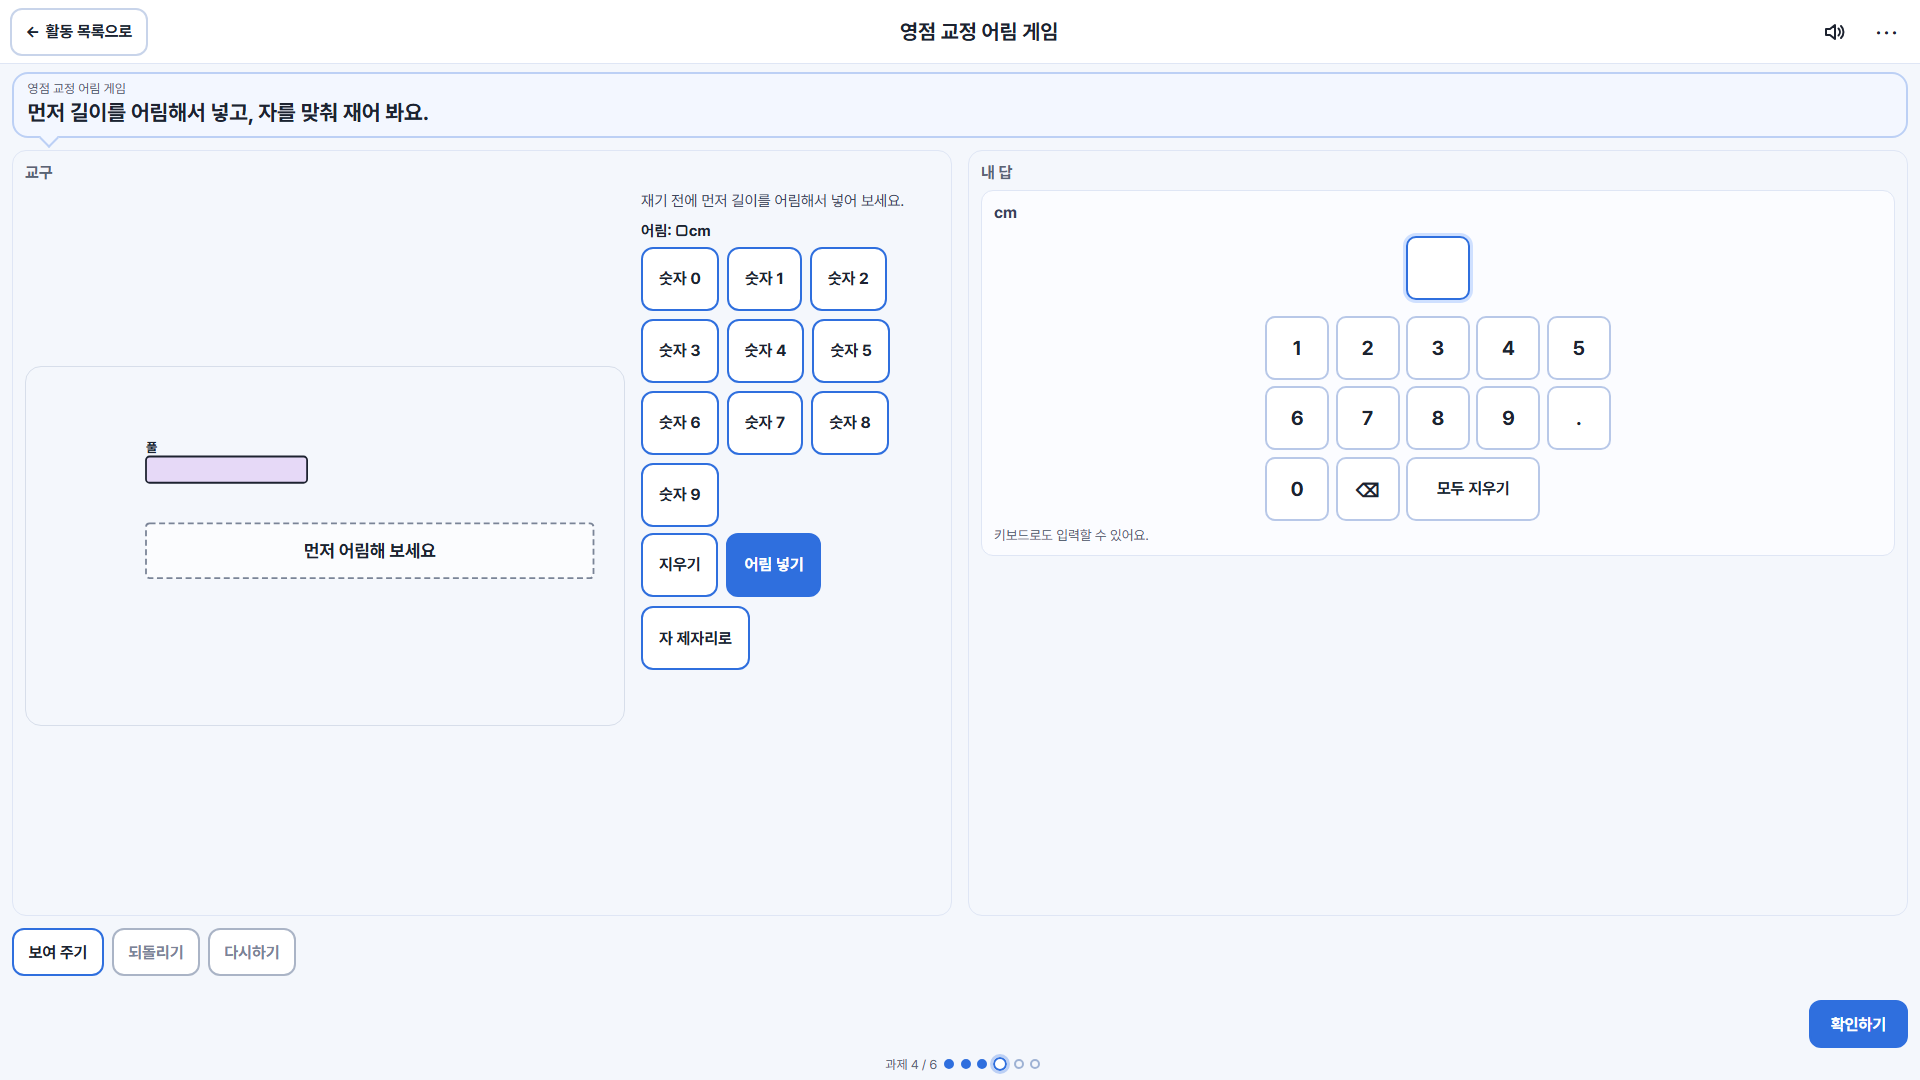 ← 활동 목록으로
영점 교정 어림 게임
영점 교정 어림 게임
먼저 길이를 어림해서 넣고, 자를 맞춰 재어 봐요.
교구
풀
먼저 어림해 보세요
재기 전에 먼저 길이를 어림해서 넣어 보세요.
어림: □cm
숫자 0
숫자 1
숫자 2
숫자 3
숫자 4
숫자 5
숫자 6
숫자 7
숫자 8
숫자 9
지우기
어림 넣기
자 제자리로
내 답
cm
1
2
3
4
5
6
7
8
9
.
0
⌫
모두 지우기
키보드로도 입력할 수 있어요.
보여 주기
되돌리기
다시하기
확인하기
과제 4 / 6